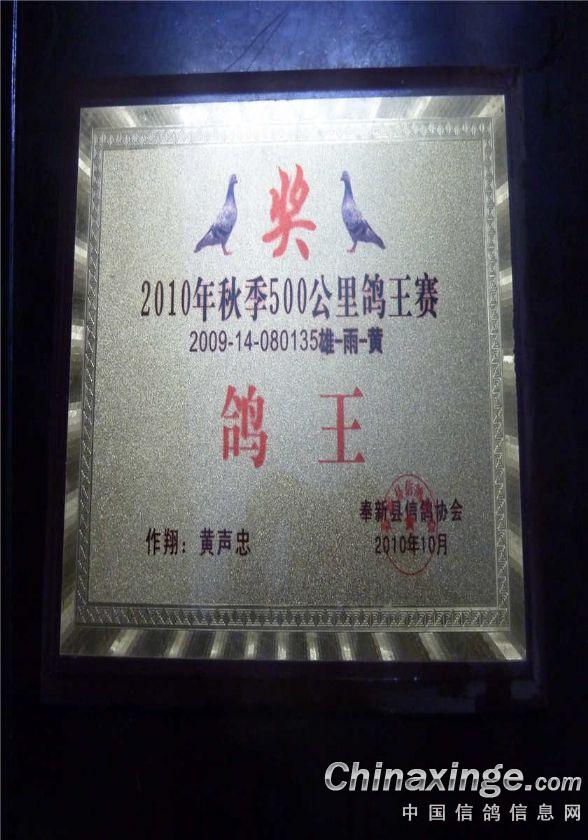 奖
2010年秋季500公里鸽王赛
2009-14-080135雄-雨-黄
鸽 王
奉新县信鸽协会
作翔：黄声忠
2010年10月
Chinaxinge.com
中国信鸽信息网